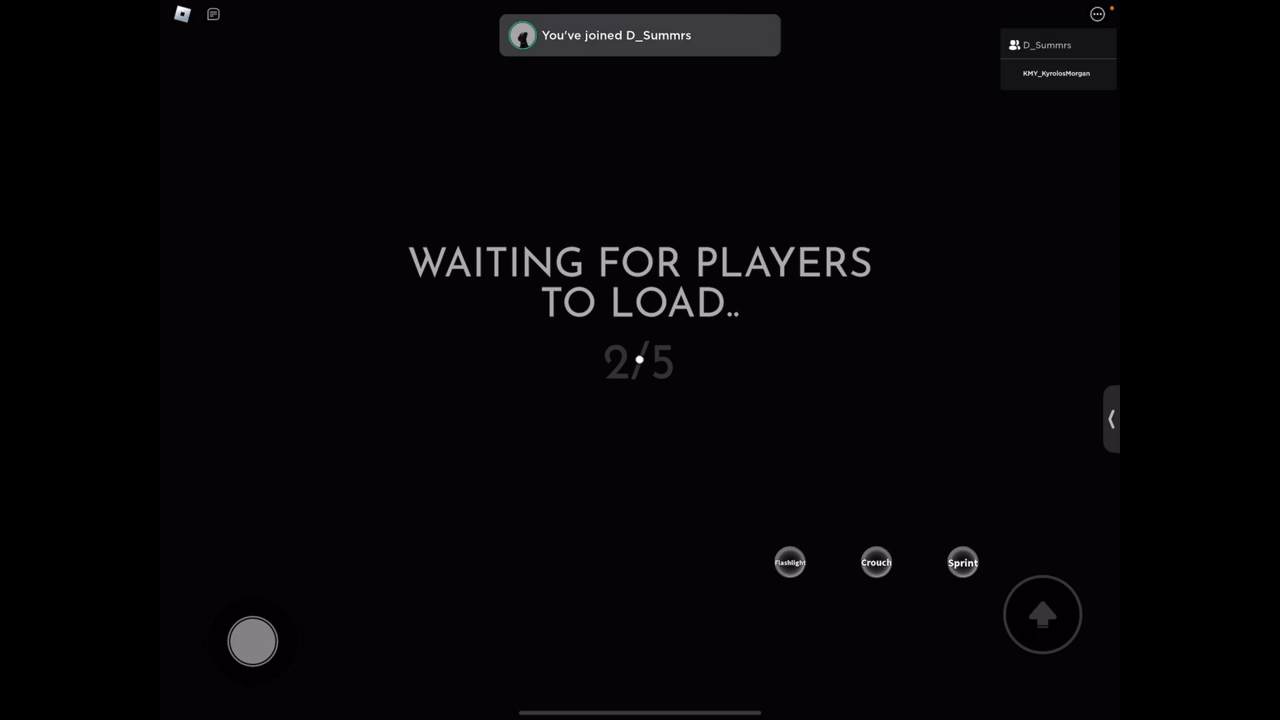 You've joined D_Summrs
D_Summrs
KMY_KyrolosMorgan
WAITING FOR PLAYERS
TO LOAD..
2/5
Flashlight
Crouch
Sprint